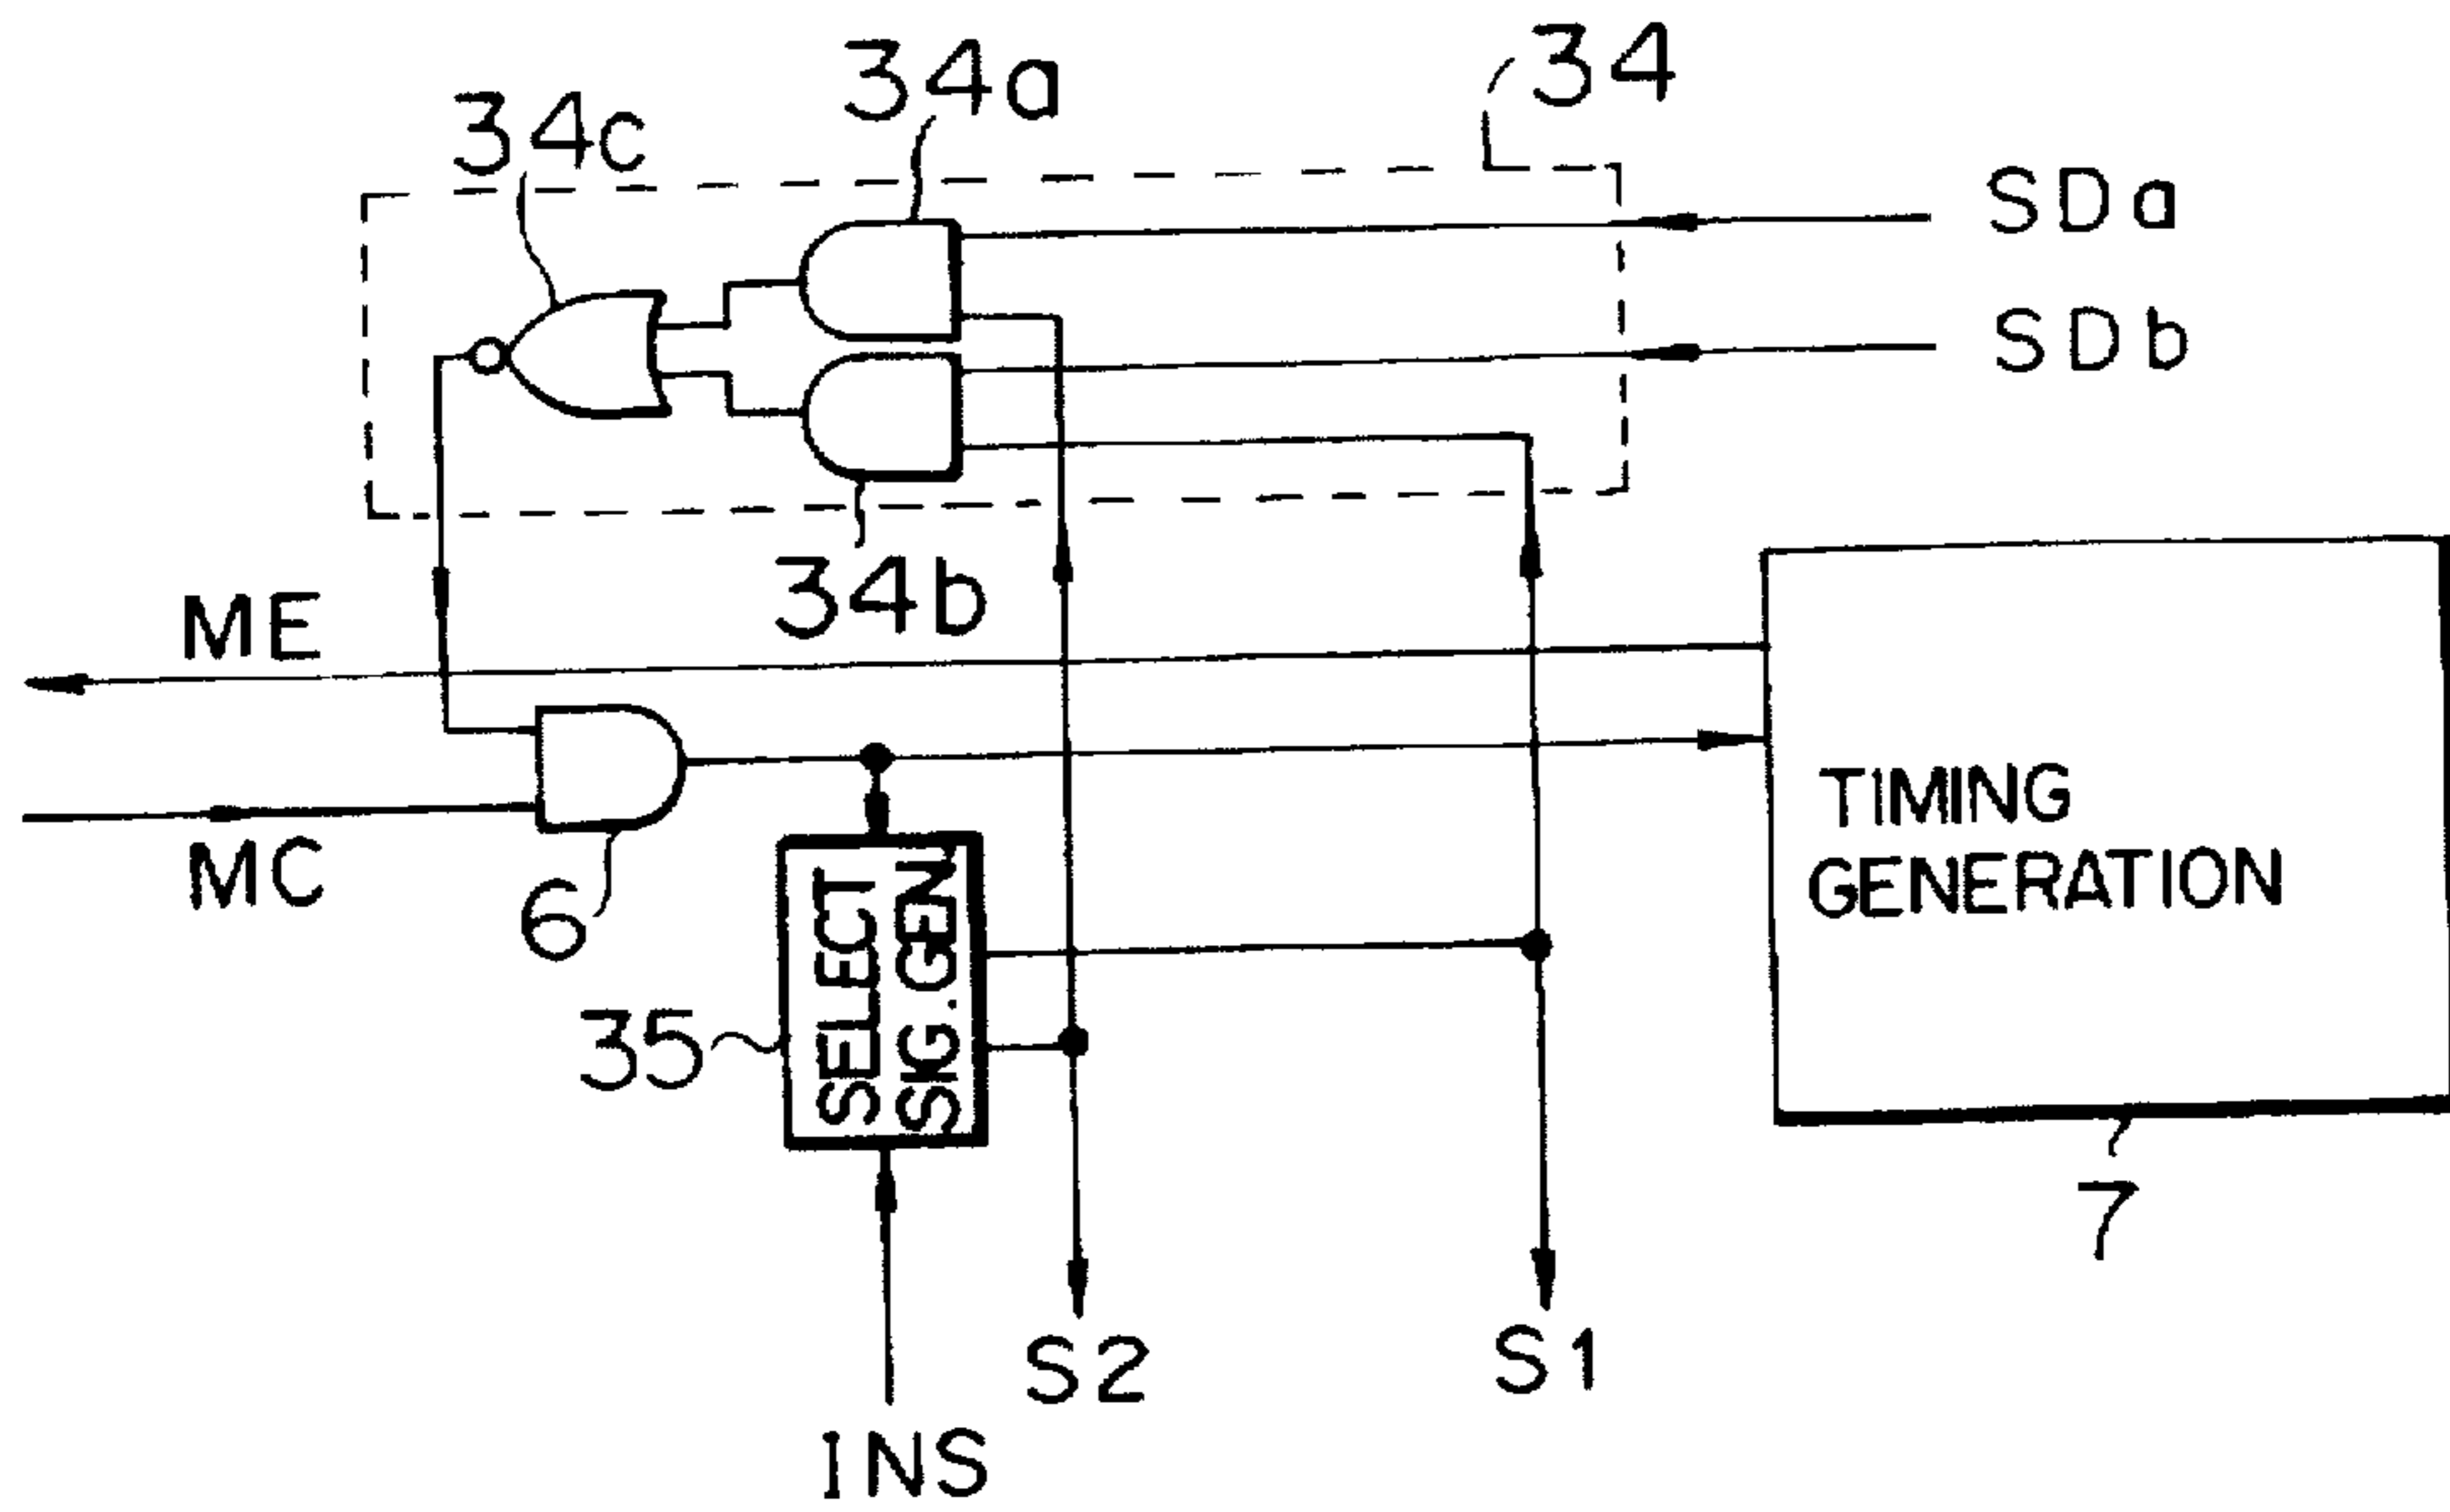 34
34a
34c
SDa
SDb
34b
ME
MC
6
TIMING
GENERATION
SELECT
SIG.GEN
35
7
S2
S1
INS